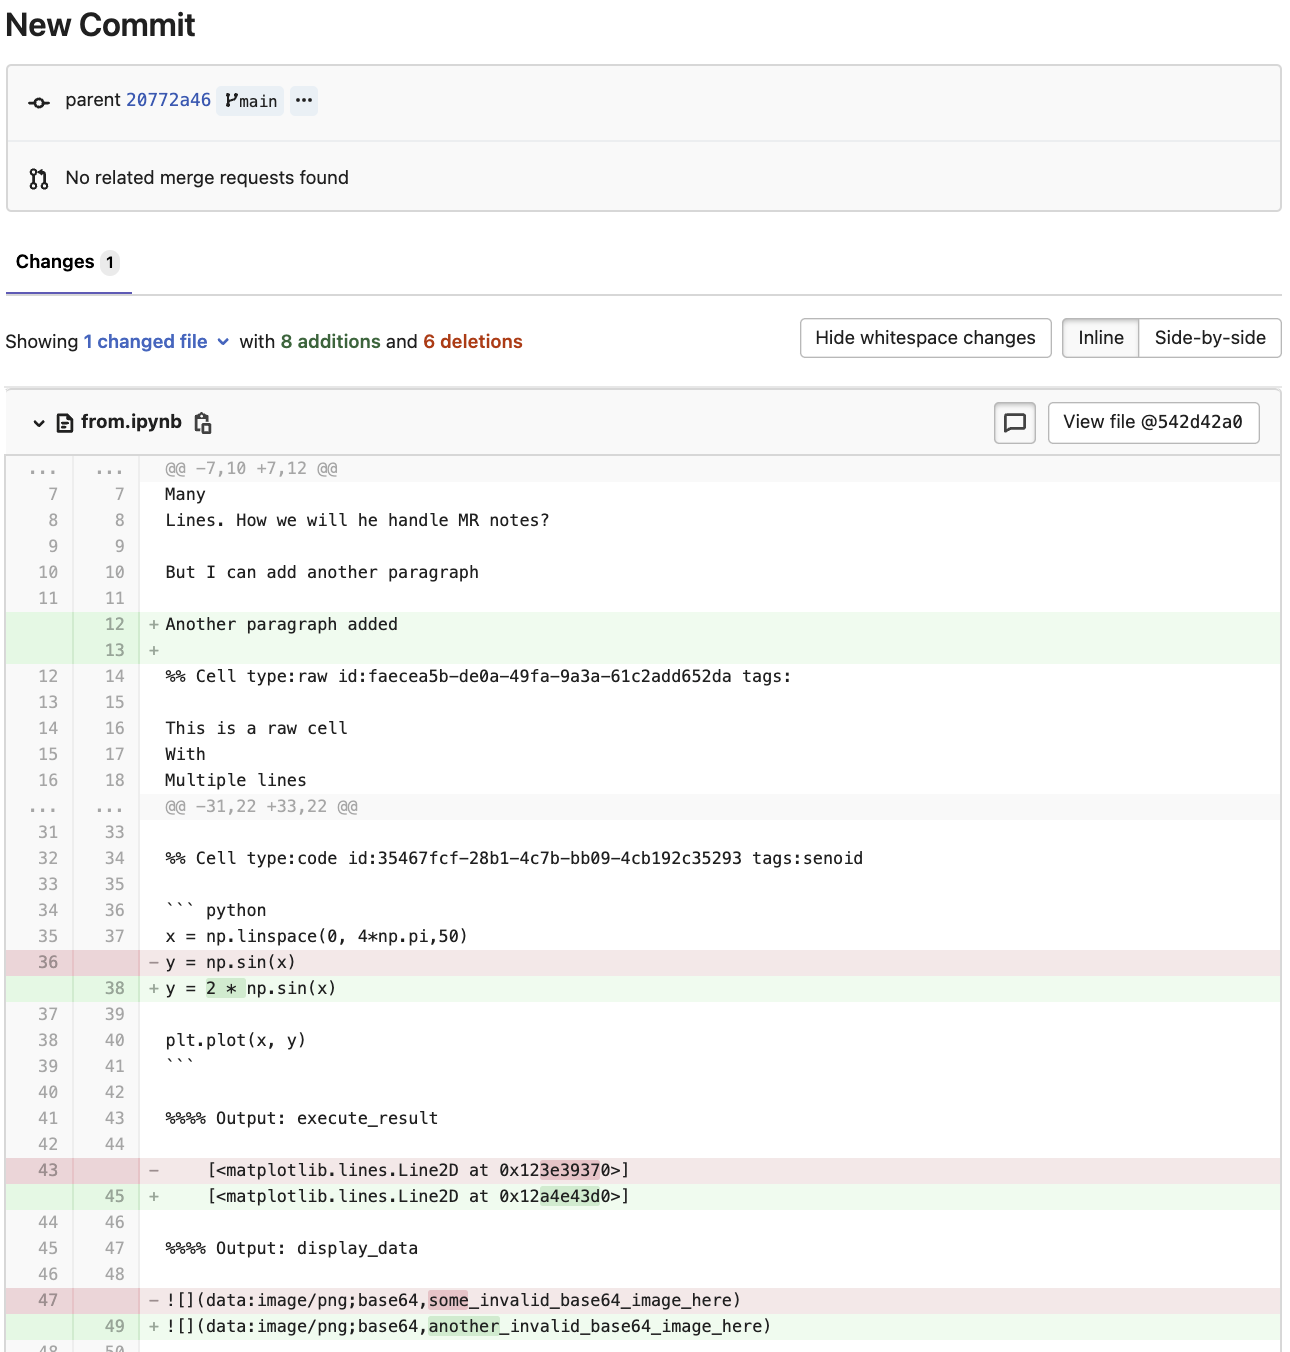 New Commit
parent 20772a46 main ...
No related merge requests found
Changes 1
Showing 1 changed file with 8 additions and 6 deletions Hide whitespace changes Inline Side-by-side
from.ipynb View file @542d42a0
... ... @@ -7,10 +7,12 @@
7 7 Many
8 8 Lines. How we will he handle MR notes?
9 9
10 10 But I can add another paragraph
11 11
12 + Another paragraph added
13 +
12 14 %% Cell type:raw id:faecea5b-de0a-49fa-9a3a-61c2add652da tags:
13 15
14 16 This is a raw cell
15 17 With
16 18 Multiple lines
... ... @@ -31,22 +33,22 @@
31 33
32 34 %% Cell type:code id:35467fcf-28b1-4c7b-bb09-4cb192c35293 tags:senoid
33 35
34 36 ``` python
35 37 x = np.linspace(0, 4*np.pi,50)
36 - y = np.sin(x)
38 + y = 2 * np.sin(x)
37 39
38 40 plt.plot(x, y)
39 41 ```
40 42
41 43 %%%% Output: execute_result
42 44
43 - [<matplotlib.lines.Line2D at 0x123e39370>]
45 + [<matplotlib.lines.Line2D at 0x12a4e43d0>]
44 46
45 47 %%%% Output: display_data
46 48
47 - ![](data:image/png;base64,some_invalid_base64_image_here)
49 + ![](data:image/png;base64,another_invalid_base64_image_here)
48 50